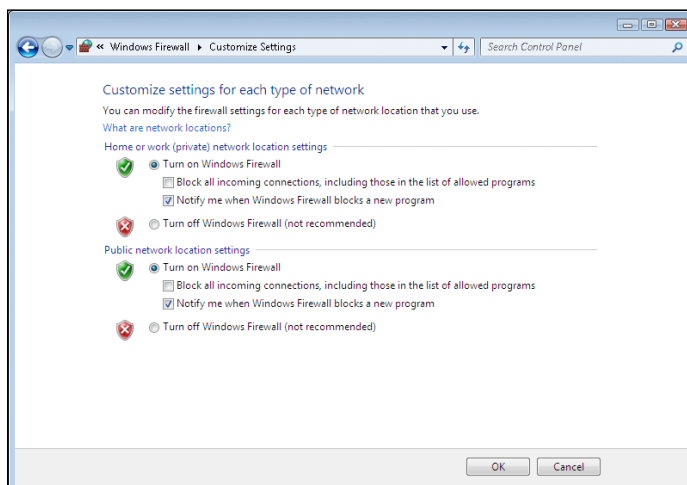 « Windows Firewall ▸ Customize Settings
Search Control Panel
Customize settings for each type of network
You can modify the firewall settings for each type of network location that you use.
What are network locations?
Home or work (private) network location settings
Turn on Windows Firewall
Block all incoming connections, including those in the list of allowed programs
Notify me when Windows Firewall blocks a new program
Turn off Windows Firewall (not recommended)
Public network location settings
Turn on Windows Firewall
Block all incoming connections, including those in the list of allowed programs
Notify me when Windows Firewall blocks a new program
Turn off Windows Firewall (not recommended)
OK
Cancel